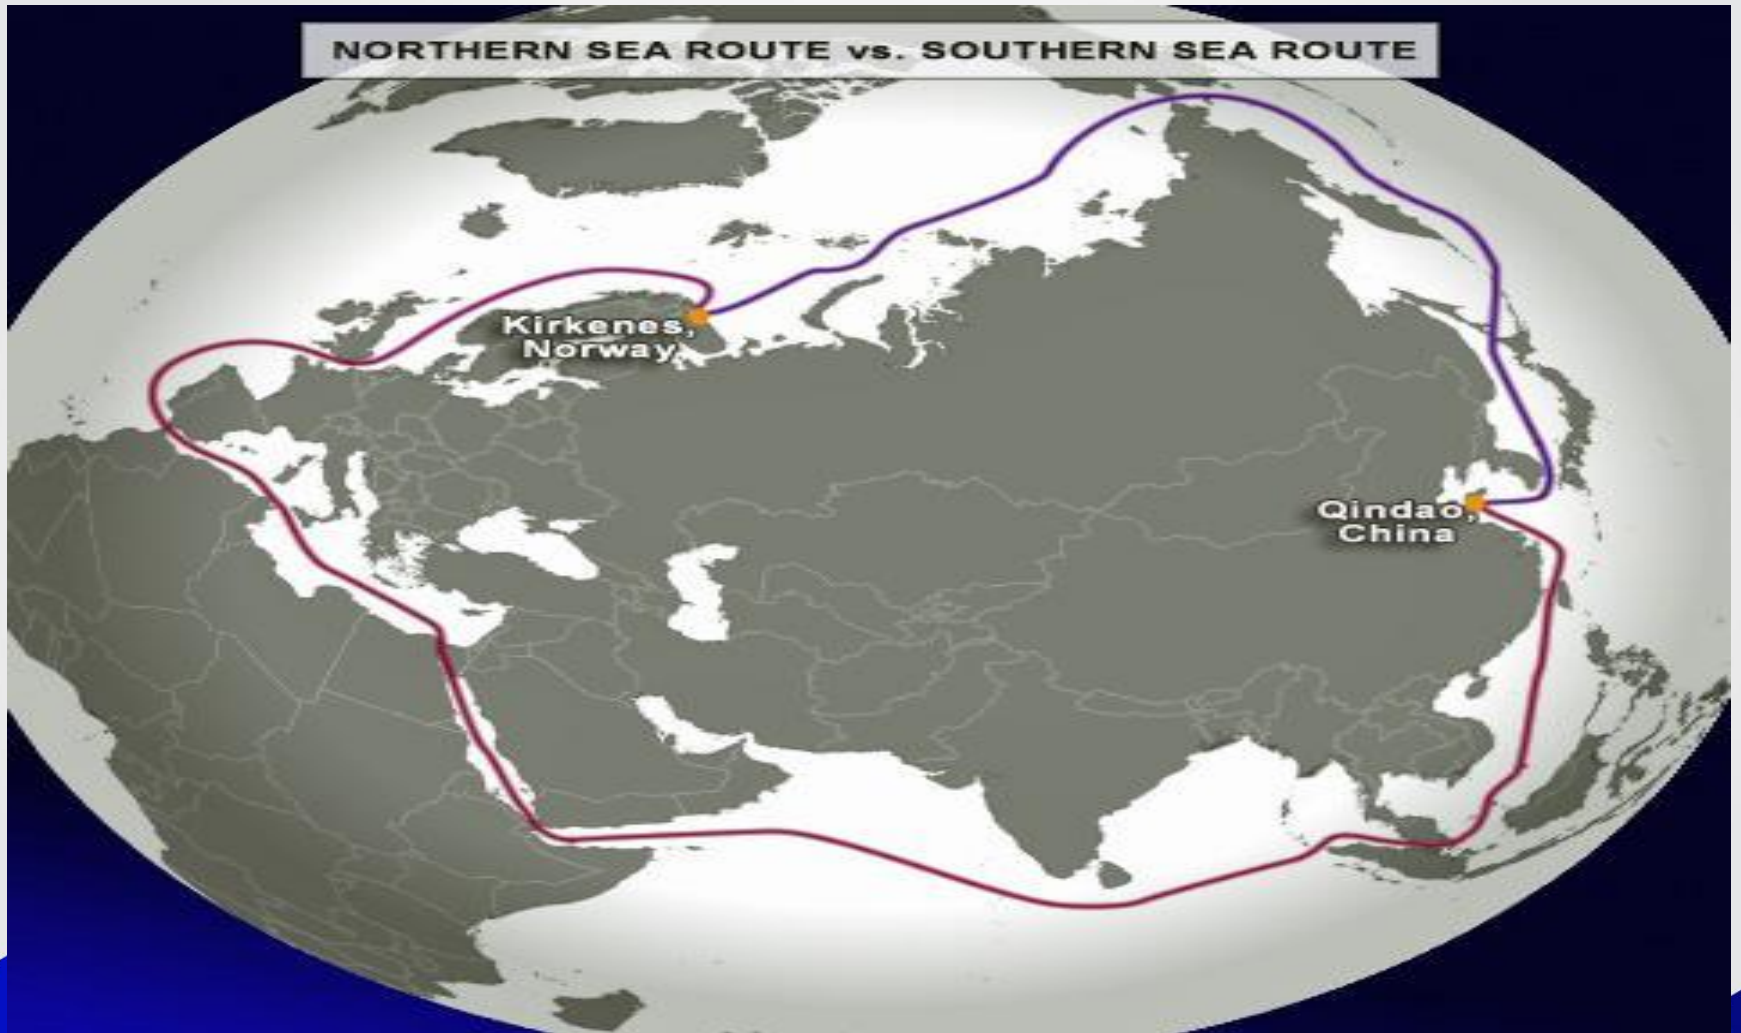 NORTHERN SEA ROUTE vs. SOUTHERN SEA ROUTE
Kirkenes,
Norway
Qindao,
China